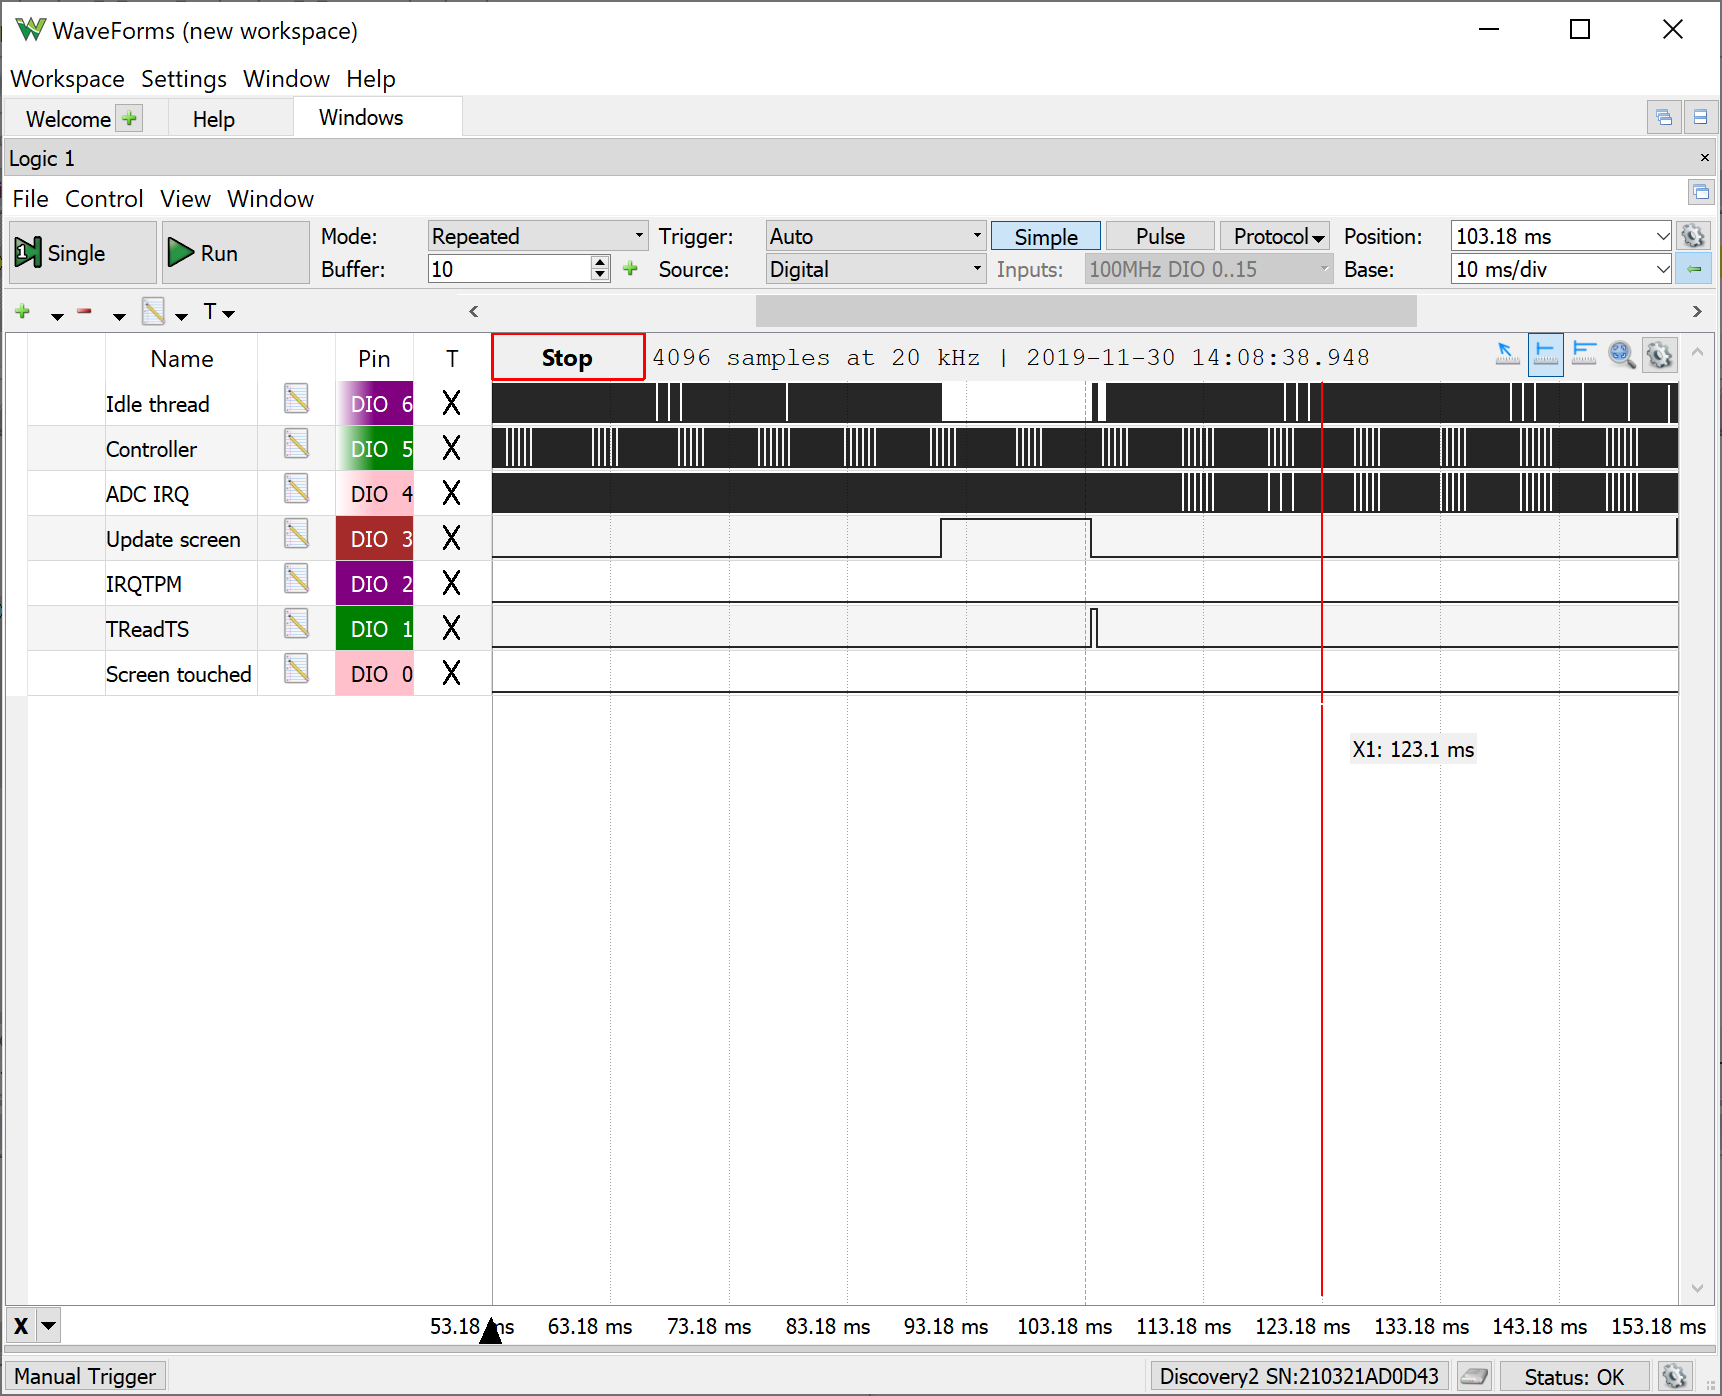 WaveForms (new workspace)
Workspace Settings Window Help
Welcome Help Windows
Logic 1
File Control View Window
Single Run Mode: Repeated Trigger: Auto Simple Pulse Protocol Position: 103.18 ms
Buffer: 10 Source: Digital Inputs: 100MHz DIO 0..15 Base: 10 ms/div
T
Name Pin T Stop 4096 samples at 20 kHz | 2019-11-30 14:08:38.948
Idle thread DIO 6 X
Controller DIO 5 X
ADC IRQ DIO 4 X
Update screen DIO 3 X
IRQTPM DIO 2 X
TReadTS DIO 1 X
Screen touched DIO 0 X
X1: 123.1 ms
X 53.18 ms 63.18 ms 73.18 ms 83.18 ms 93.18 ms 103.18 ms 113.18 ms 123.18 ms 133.18 ms 143.18 ms 153.18 ms
Manual Trigger Discovery2 SN:210321AD0D43 Status: OK